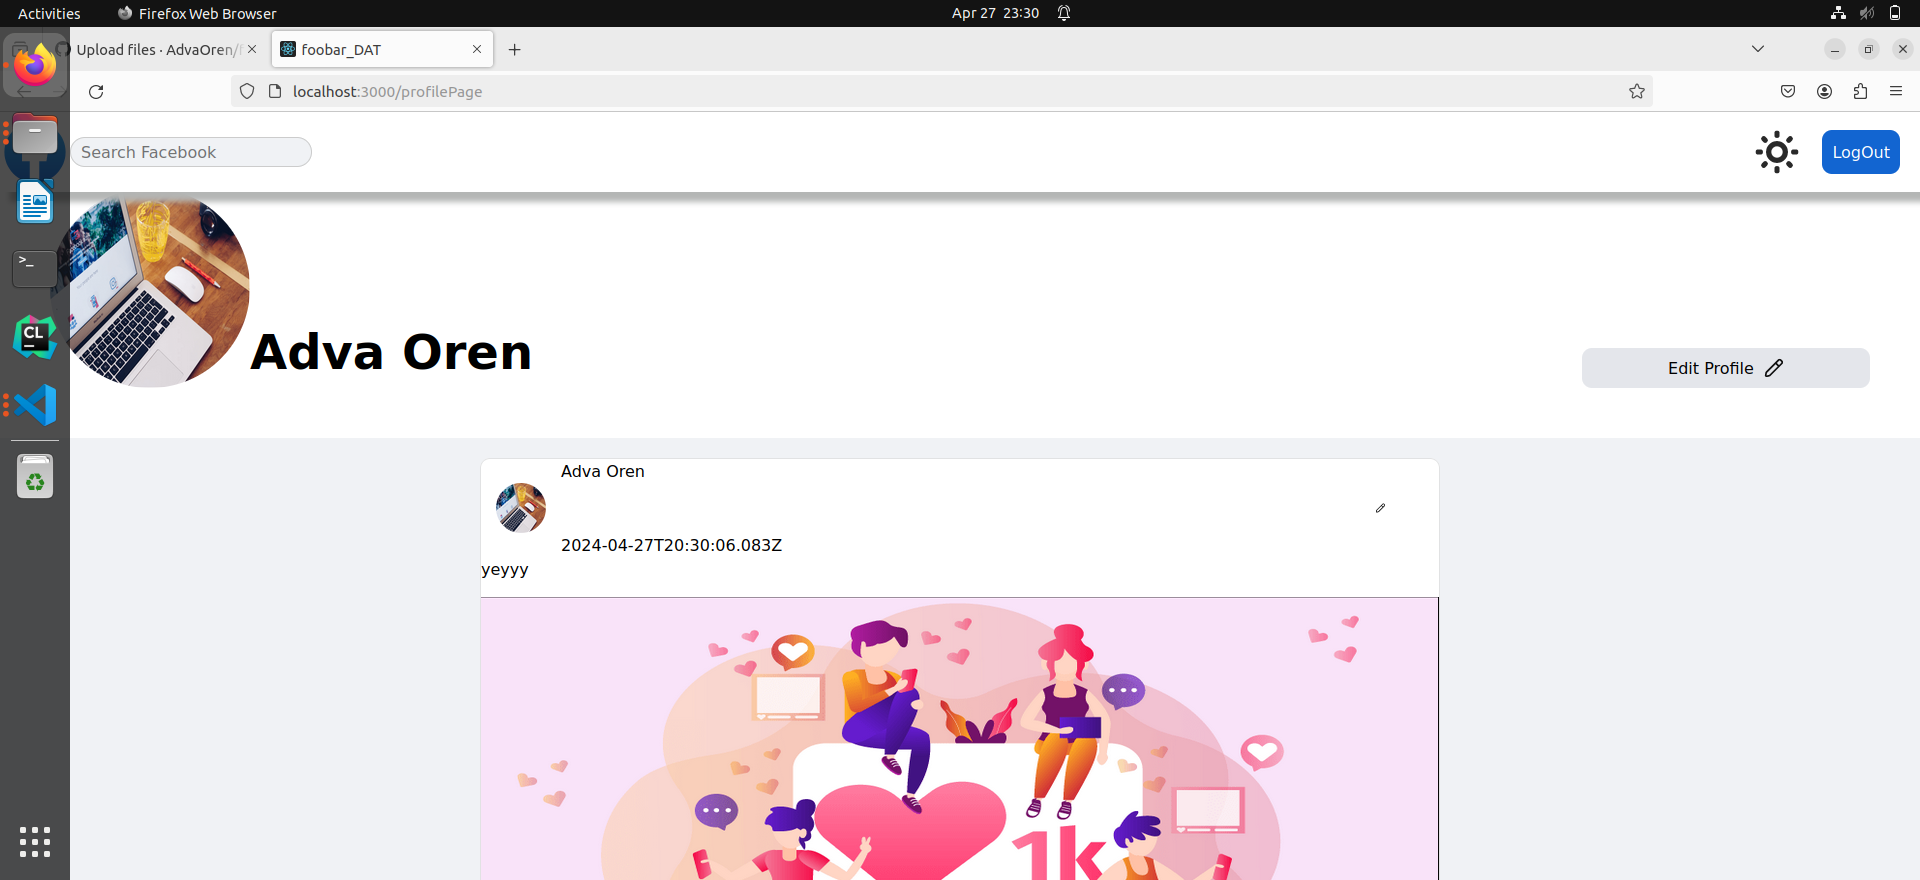 Activities
Firefox Web Browser
Apr 27 23:30
Upload files · AdvaOren/
foobar_DAT
localhost:3000/profilePage
Search Facebook
LogOut
>_
CL
Adva Oren
Edit Profile
Adva Oren
2024-04-27T20:30:06.083Z
yeyyy
1k